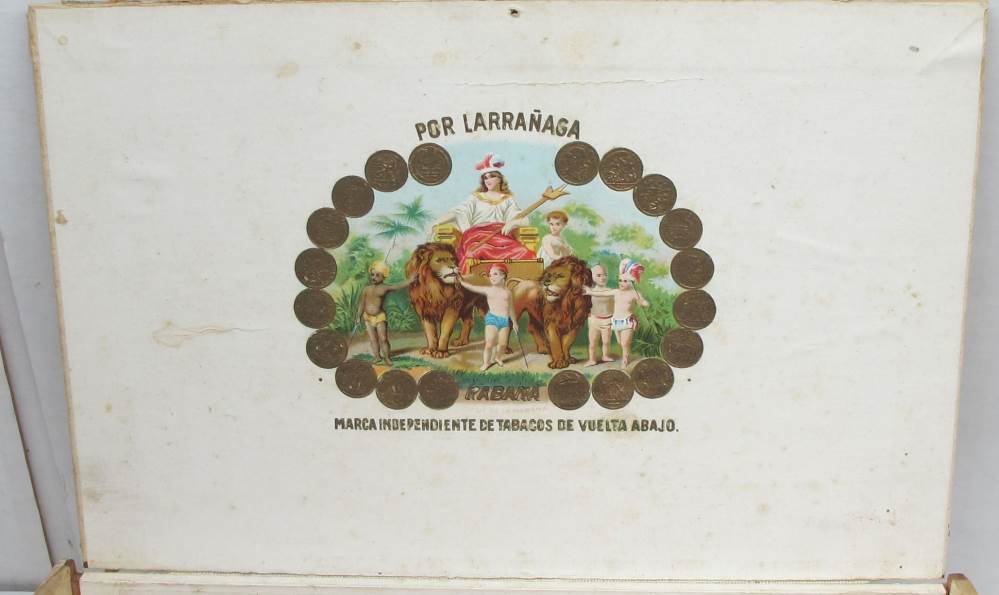 POR LARRAÑAGA
HABANA
MARCA INDEPENDIENTE DE TABACOS DE VUELTA ABAJO.